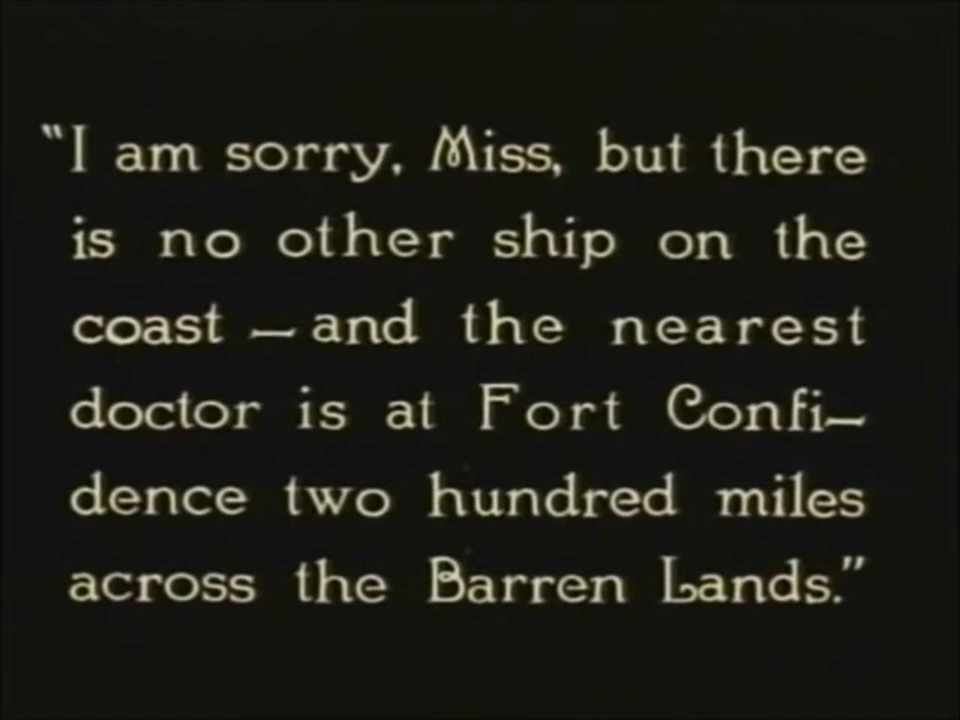 "I am sorry, Miss, but there
is no other ship on the
coast — and the nearest
doctor is at Fort Confi-
dence two hundred miles
across the Barren Lands."